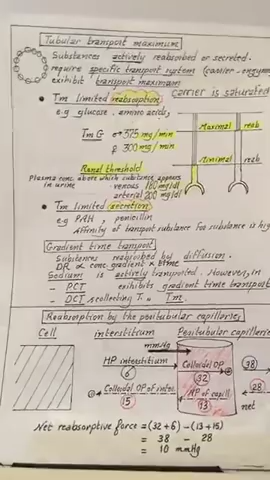 Tubular transport maximum
Substances actively reabsorbed or secreted.
require specific transport system (carrier-enzyme
exhibit transport maximum
carrier is saturated
• Tm limited reabsorption
e.g glucose, amino acids,
TmG ♂ 375 mg/min
♀ 300 mg/min
Maximal reab.
Renal threshold
Minimal reab.
Plasma conc above which substance appears
in urine venous 180 mg/dl
arterial 200 mg/dl
• Tm limited secretion
e.g PAH, penicillin
affinity of transport substance for substance is hig
Gradient time transport
Substances reabsorbed by diffusion.
DR ∝ conc. gradient × time
Sodium is actively transported. However, in
- PCT exhibits gradient time transport
- DCT & collecting T. Tm.
Reabsorption by the peritubular capillaries
Cell interstitium Peritubular capillaries
mmHg
HP interstitium Colloidal OP
6 32 38
Colloidal OP of inter. HP of capill 28
15 13 net
Net reabsorptive force = (32+6) - (13+15)
= 38 - 28
= 10 mmHg